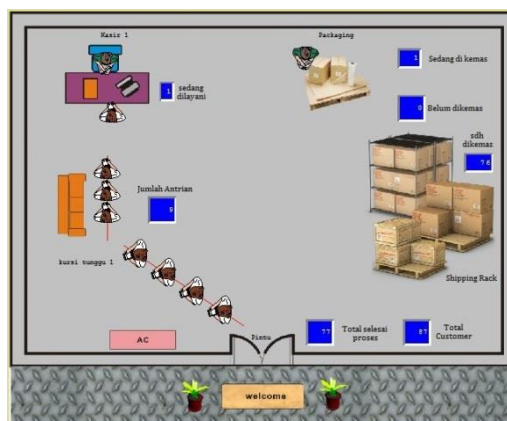 Kasir 1
Packaging
1
sedang
dilayani
1
Sedang di kemas
0
Belum dikemas
sdh
dikemas
76
Jumlah Antrian
9
kursi tunggu 1
Shipping Rack
77
Total selesai
proses
87
Total
Customer
AC
Pintu
welcome